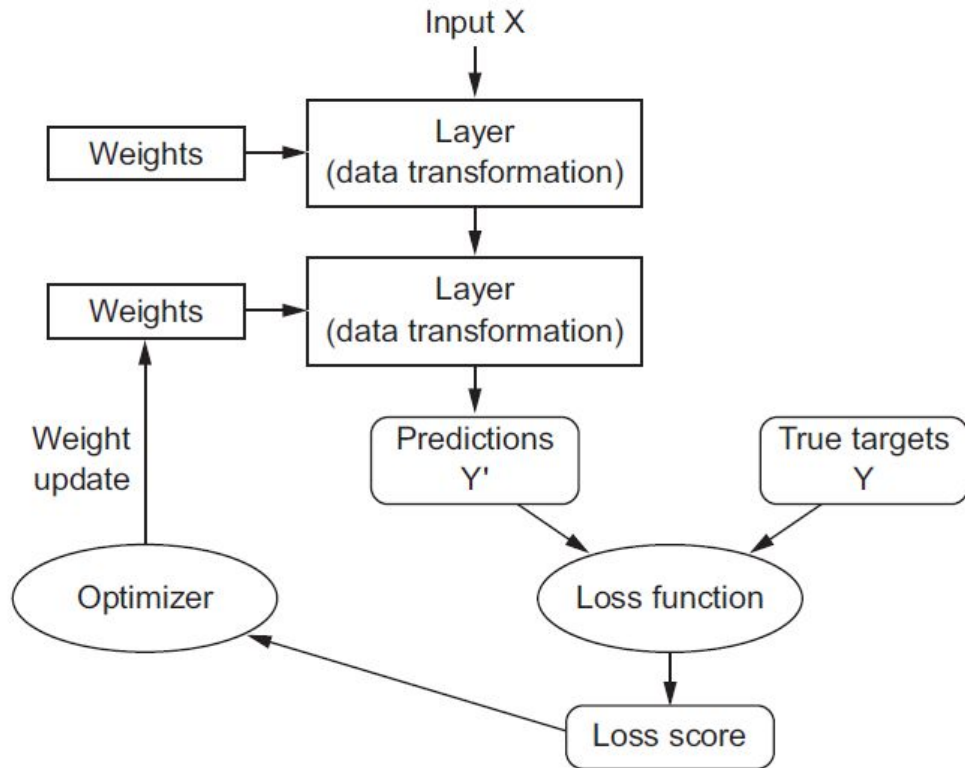 Input X
Weights
Layer
(data transformation)
Weights
Layer
(data transformation)
Weight
update
Predictions
Y'
True targets
Y
Optimizer
Loss function
Loss score